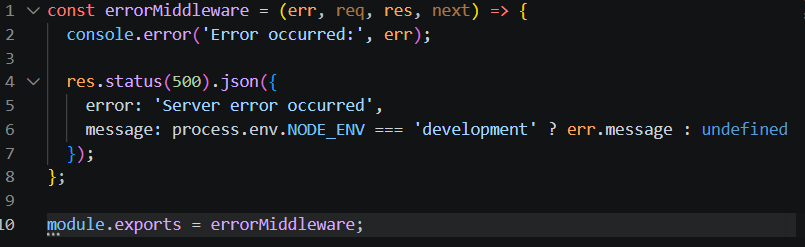 1 const errorMiddleware = (err, req, res, next) => {
2   console.error('Error occurred:', err);
3
4   res.status(500).json({
5     error: 'Server error occurred',
6     message: process.env.NODE_ENV === 'development' ? err.message : undefined
7   });
8 };
9
10 module.exports = errorMiddleware;